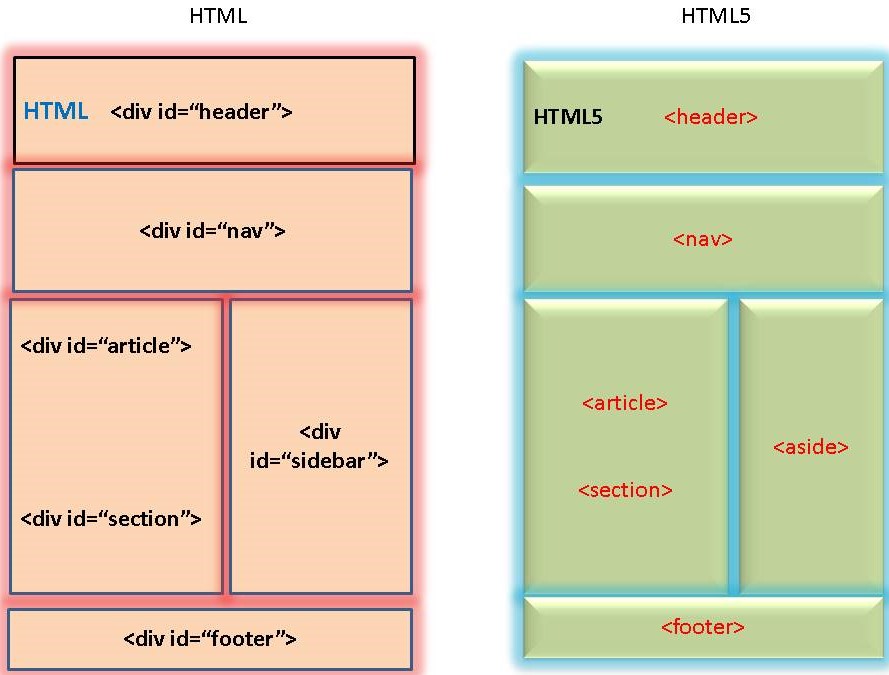 HTML
HTML <div id=“header”>
<div id=“nav”>
<div id=“article”>
<div id=“section”>
<div
id=“sidebar”>
<div id=“footer”>
HTML5
HTML5 <header>
<nav>
<article>
<section>
<aside>
<footer>